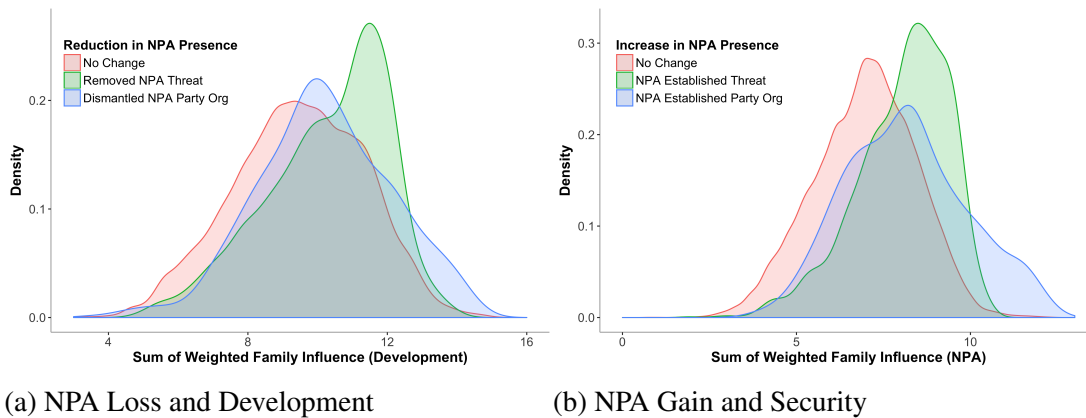 Reduction in NPA Presence
No Change
Removed NPA Threat
Dismantled NPA Party Org
Density
0.2
0.1
0.0
4
8
12
16
Sum of Weighted Family Influence (Development)
(a) NPA Loss and Development
Increase in NPA Presence
No Change
NPA Established Threat
NPA Established Party Org
Density
0.3
0.2
0.1
0.0
0
5
10
Sum of Weighted Family Influence (NPA)
(b) NPA Gain and Security